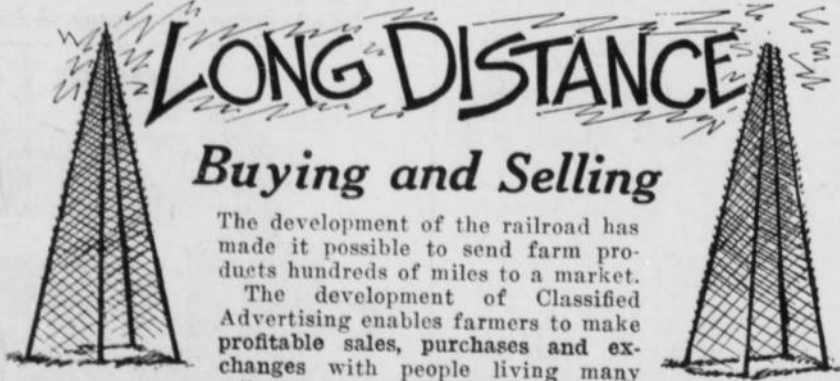 LONG DISTANCE
Buying and Selling
The development of the railroad has
made it possible to send farm pro-
ducts hundreds of miles to a market.
The development of Classified
Advertising enables farmers to make
profitable sales, purchases and ex-
changes with people living many